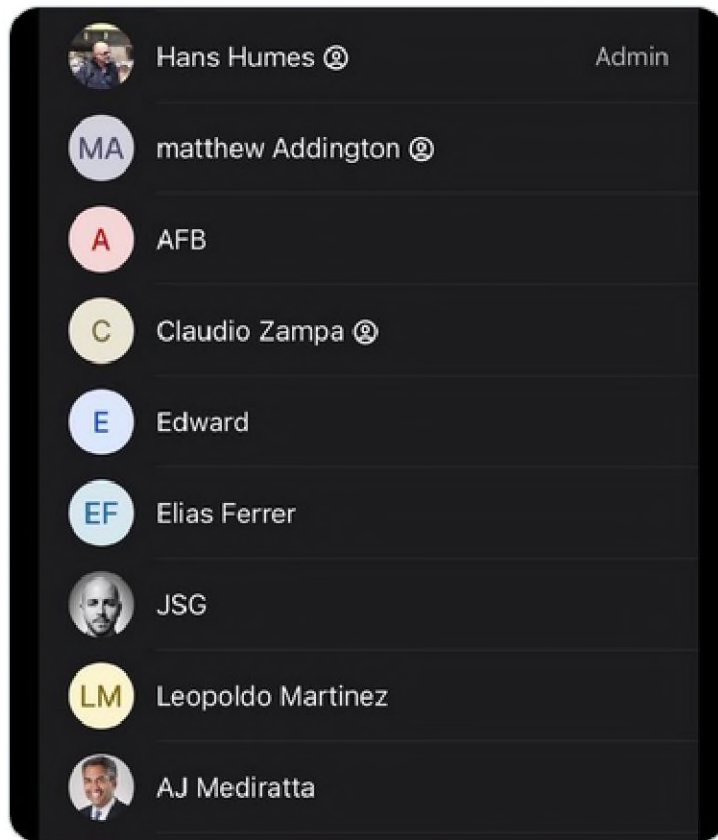 Hans Humes Admin
MA matthew Addington
A AFB
C Claudio Zampa
E Edward
EF Elias Ferrer
JSG
LM Leopoldo Martinez
AJ Mediratta